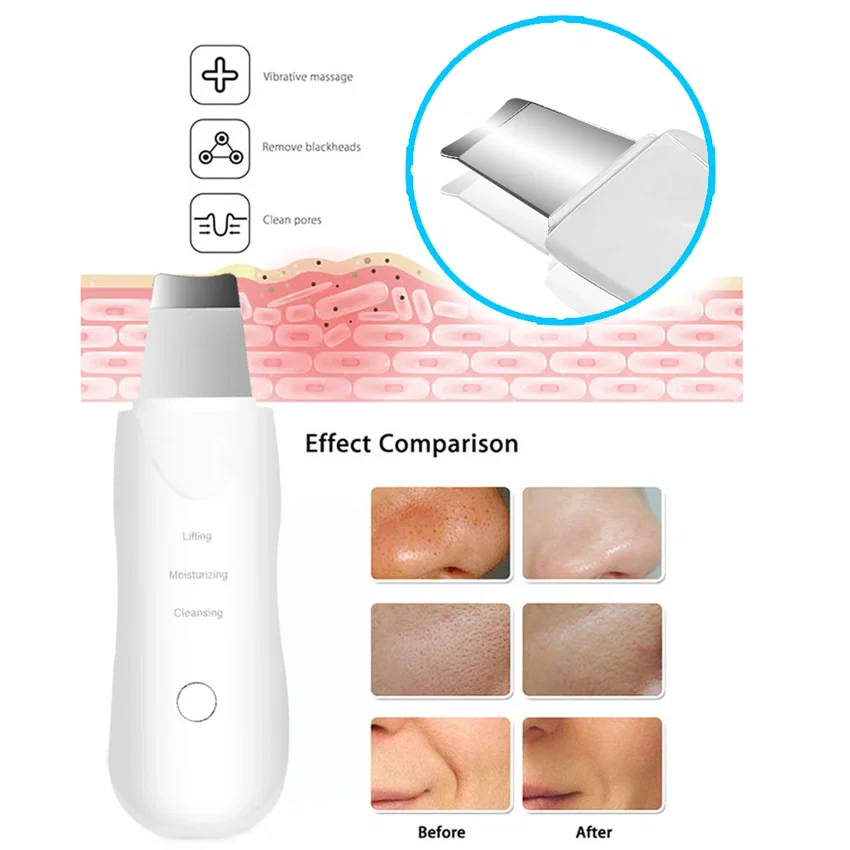 Vibrative massage
Remove blackheads
Clean pores
Effect Comparison
Lifting
Moisturizing
Cleansing
Before
After